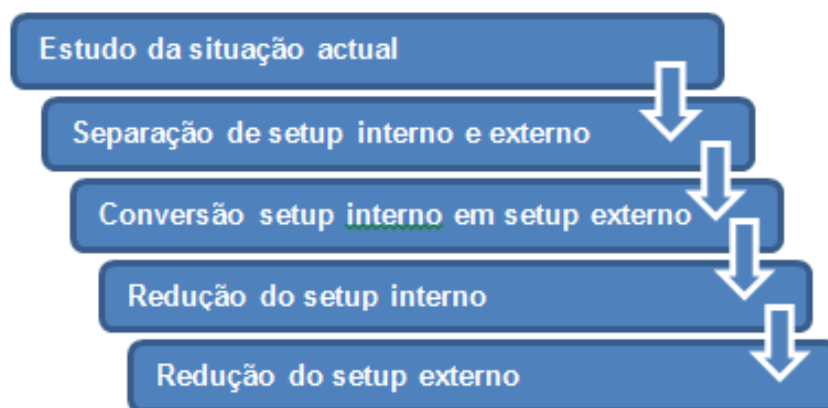 Estudo da situação actual
Separação de setup interno e externo
Conversão setup interno em setup externo
Redução do setup interno
Redução do setup externo